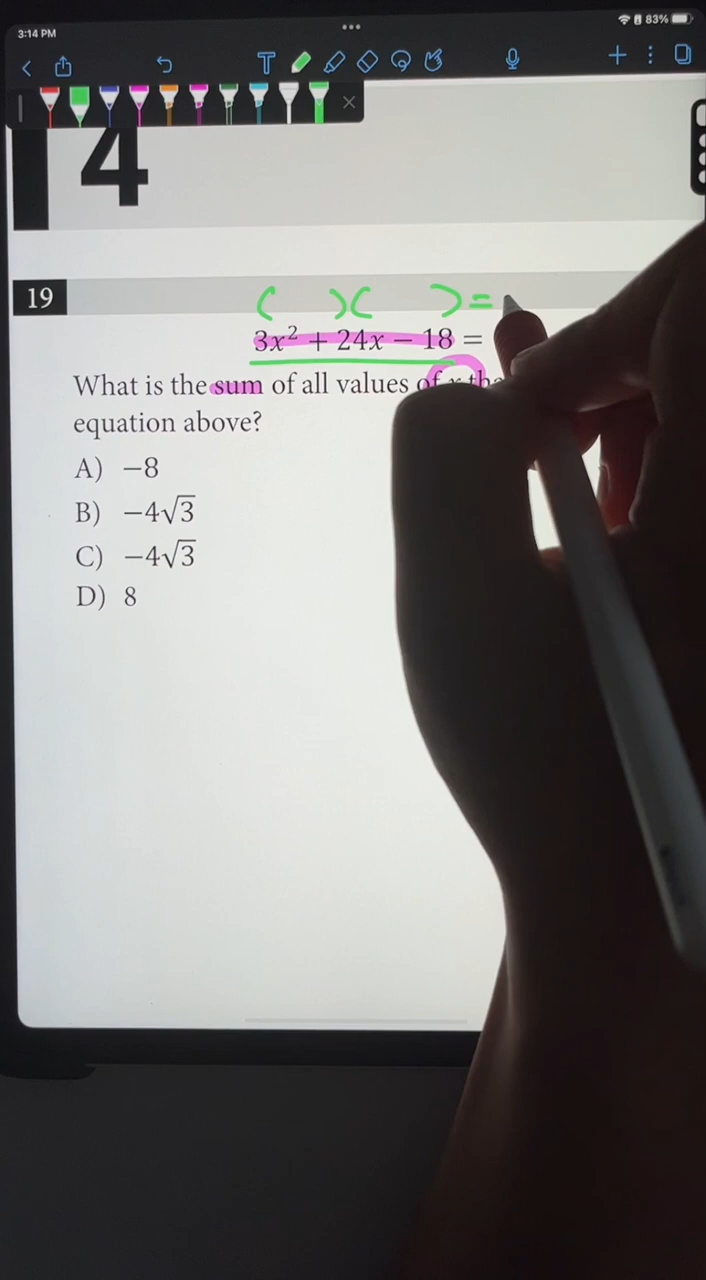 3:14 PM
83%
T
4
19
( )( ) =
3x² + 24x − 18 =
What is the sum of all values of
equation above?
A) −8
B) −4√3
C) −4√3
D) 8